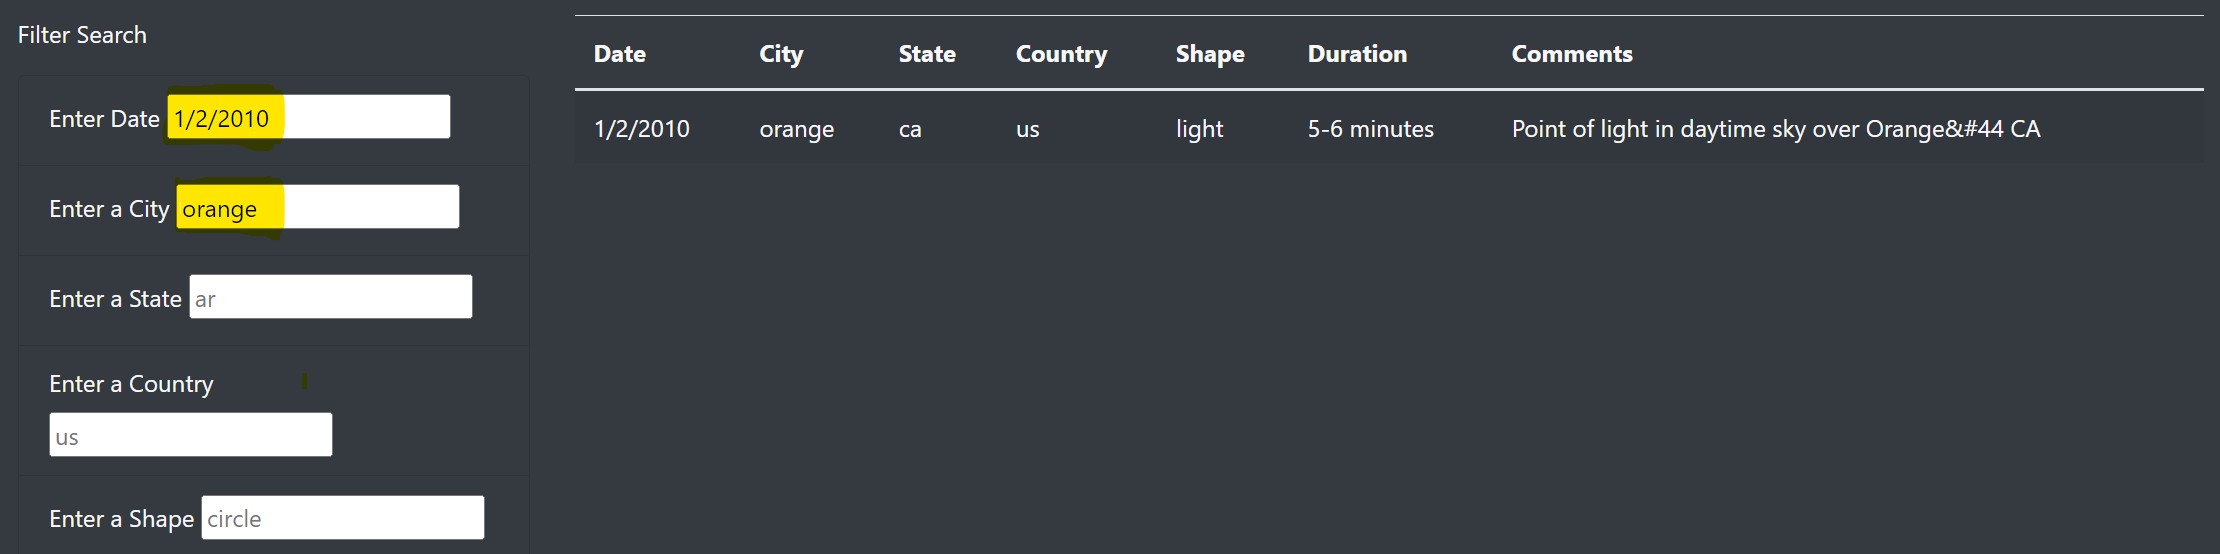 Filter Search
Enter Date 1/2/2010
Enter a City orange
Enter a State ar
Enter a Country
us
Enter a Shape circle
Date City State Country Shape Duration Comments
1/2/2010 orange ca us light 5-6 minutes Point of light in daytime sky over Orange&#44 CA